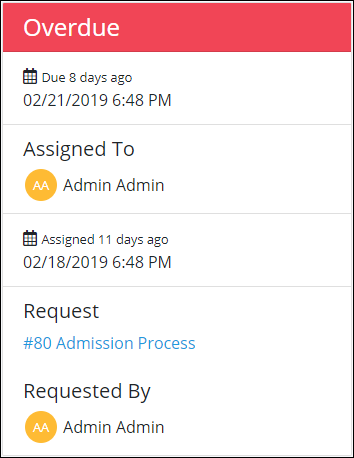 Overdue
Due 8 days ago
02/21/2019 6:48 PM
Assigned To
AA Admin Admin
Assigned 11 days ago
02/18/2019 6:48 PM
Request
#80 Admission Process
Requested By
AA Admin Admin